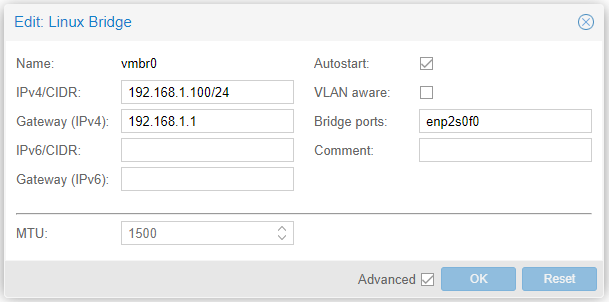 Edit: Linux Bridge
Name: vmbr0 Autostart:
IPv4/CIDR: 192.168.1.100/24 VLAN aware:
Gateway (IPv4): 192.168.1.1 Bridge ports: enp2s0f0
IPv6/CIDR: Comment:
Gateway (IPv6):
MTU: 1500
Advanced OK Reset